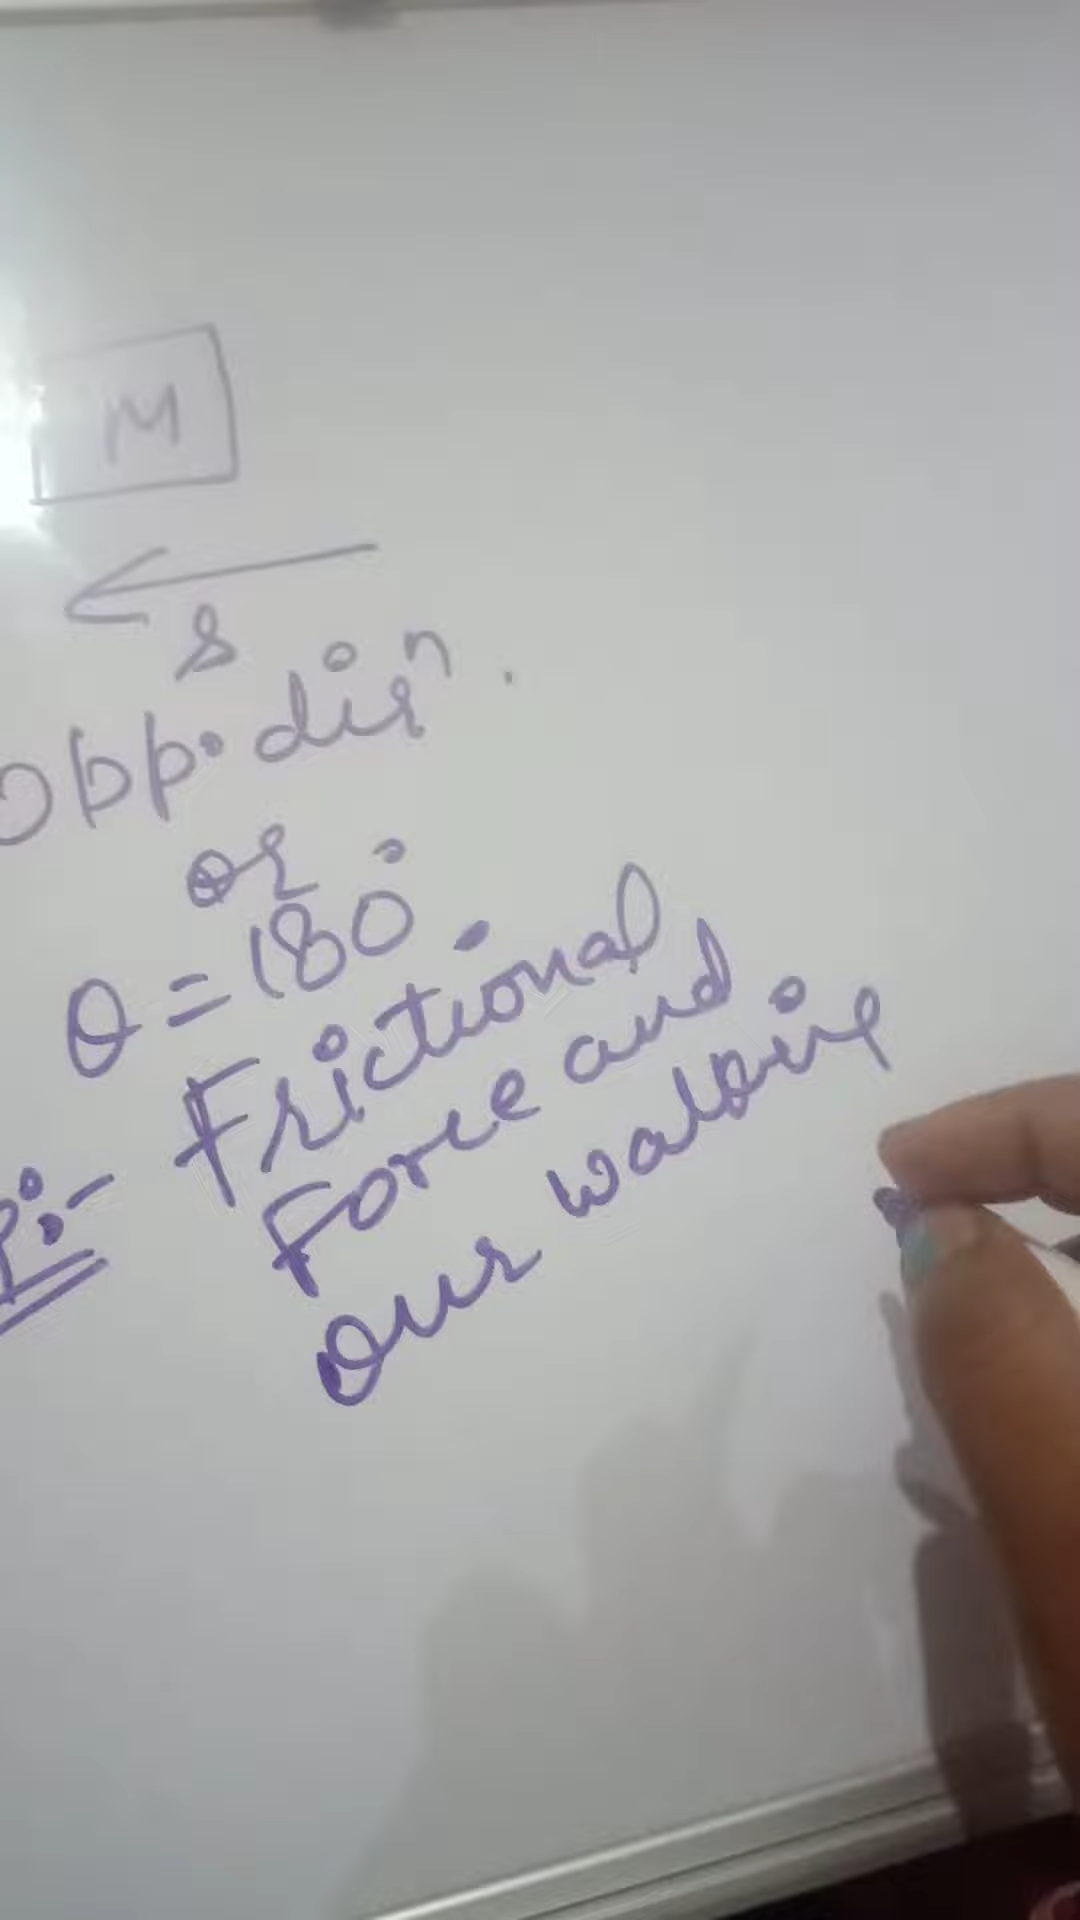 M
s
opp. dirⁿ.
or
θ = 180°
Frictional
Force and
our walking